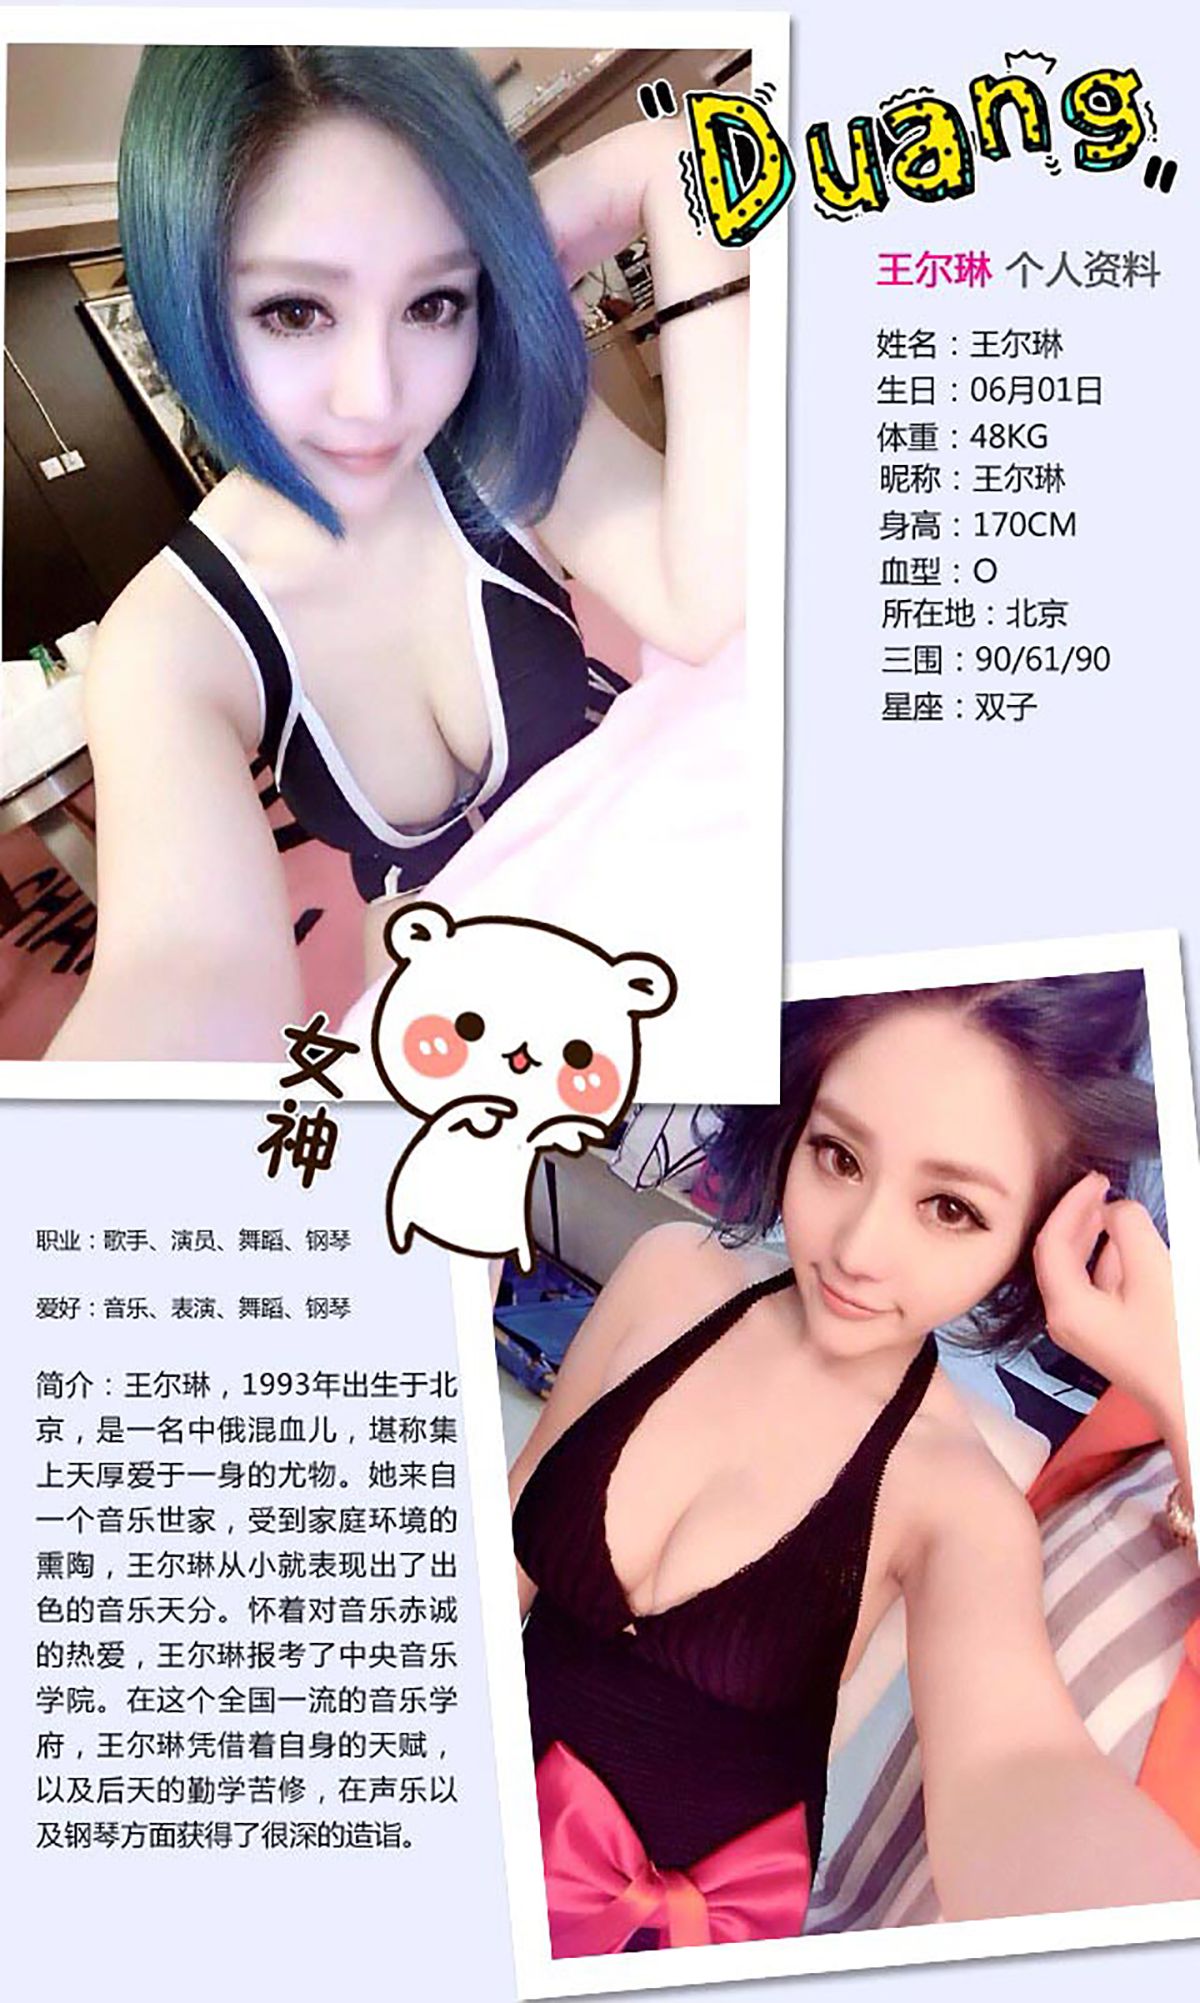 "Duang"
王尔琳 个人资料
姓名：王尔琳
生日：06月01日
体重：48KG
昵称：王尔琳
身高：170CM
血型：O
所在地：北京
三围：90/61/90
星座：双子
女神
职业：歌手、演员、舞蹈、钢琴
爱好：音乐、表演、舞蹈、钢琴
简介：王尔琳，1993年出生于北
京，是一名中俄混血儿，堪称集
上天厚爱于一身的尤物。她来自
一个音乐世家，受到家庭环境的
熏陶，王尔琳从小就表现出了出
色的音乐天分。怀着对音乐赤诚
的热爱，王尔琳报考了中央音乐
学院。在这个全国一流的音乐学
府，王尔琳凭借着自身的天赋，
以及后天的勤学苦修，在声乐以
及钢琴方面获得了很深的造诣。